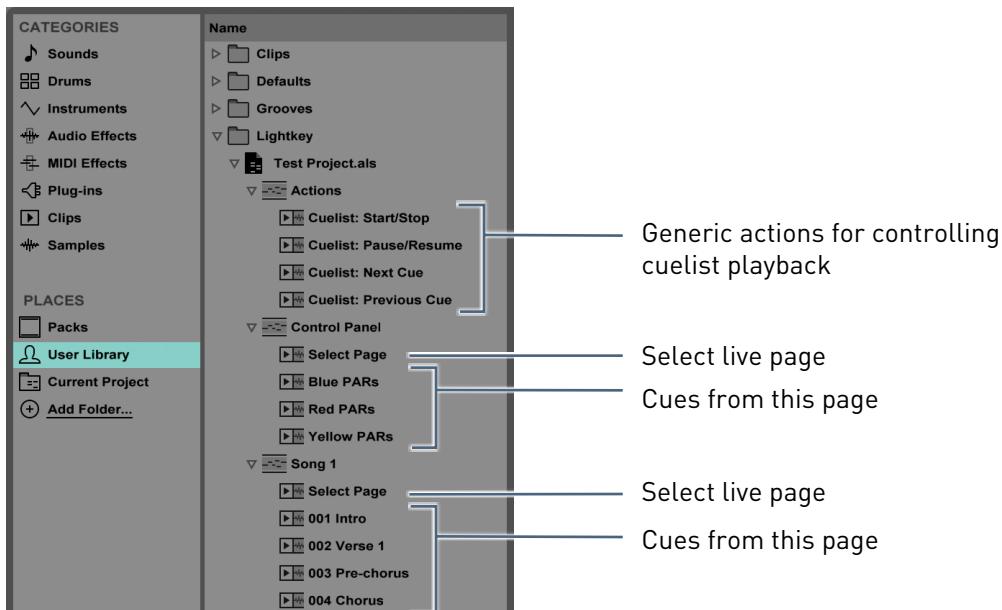 CATEGORIES
Sounds
Drums
Instruments
Audio Effects
MIDI Effects
Plug-ins
Clips
Samples
PLACES
Packs
User Library
Current Project
Add Folder...
Name
Clips
Defaults
Grooves
Lightkey
Test Project.als
Actions
Cuelist: Start/Stop
Cuelist: Pause/Resume
Cuelist: Next Cue
Cuelist: Previous Cue
Control Panel
Select Page
Blue PARs
Red PARs
Yellow PARs
Song 1
Select Page
001 Intro
002 Verse 1
003 Pre-chorus
004 Chorus
Generic actions for controlling
cuelist playback
Select live page
Cues from this page
Select live page
Cues from this page